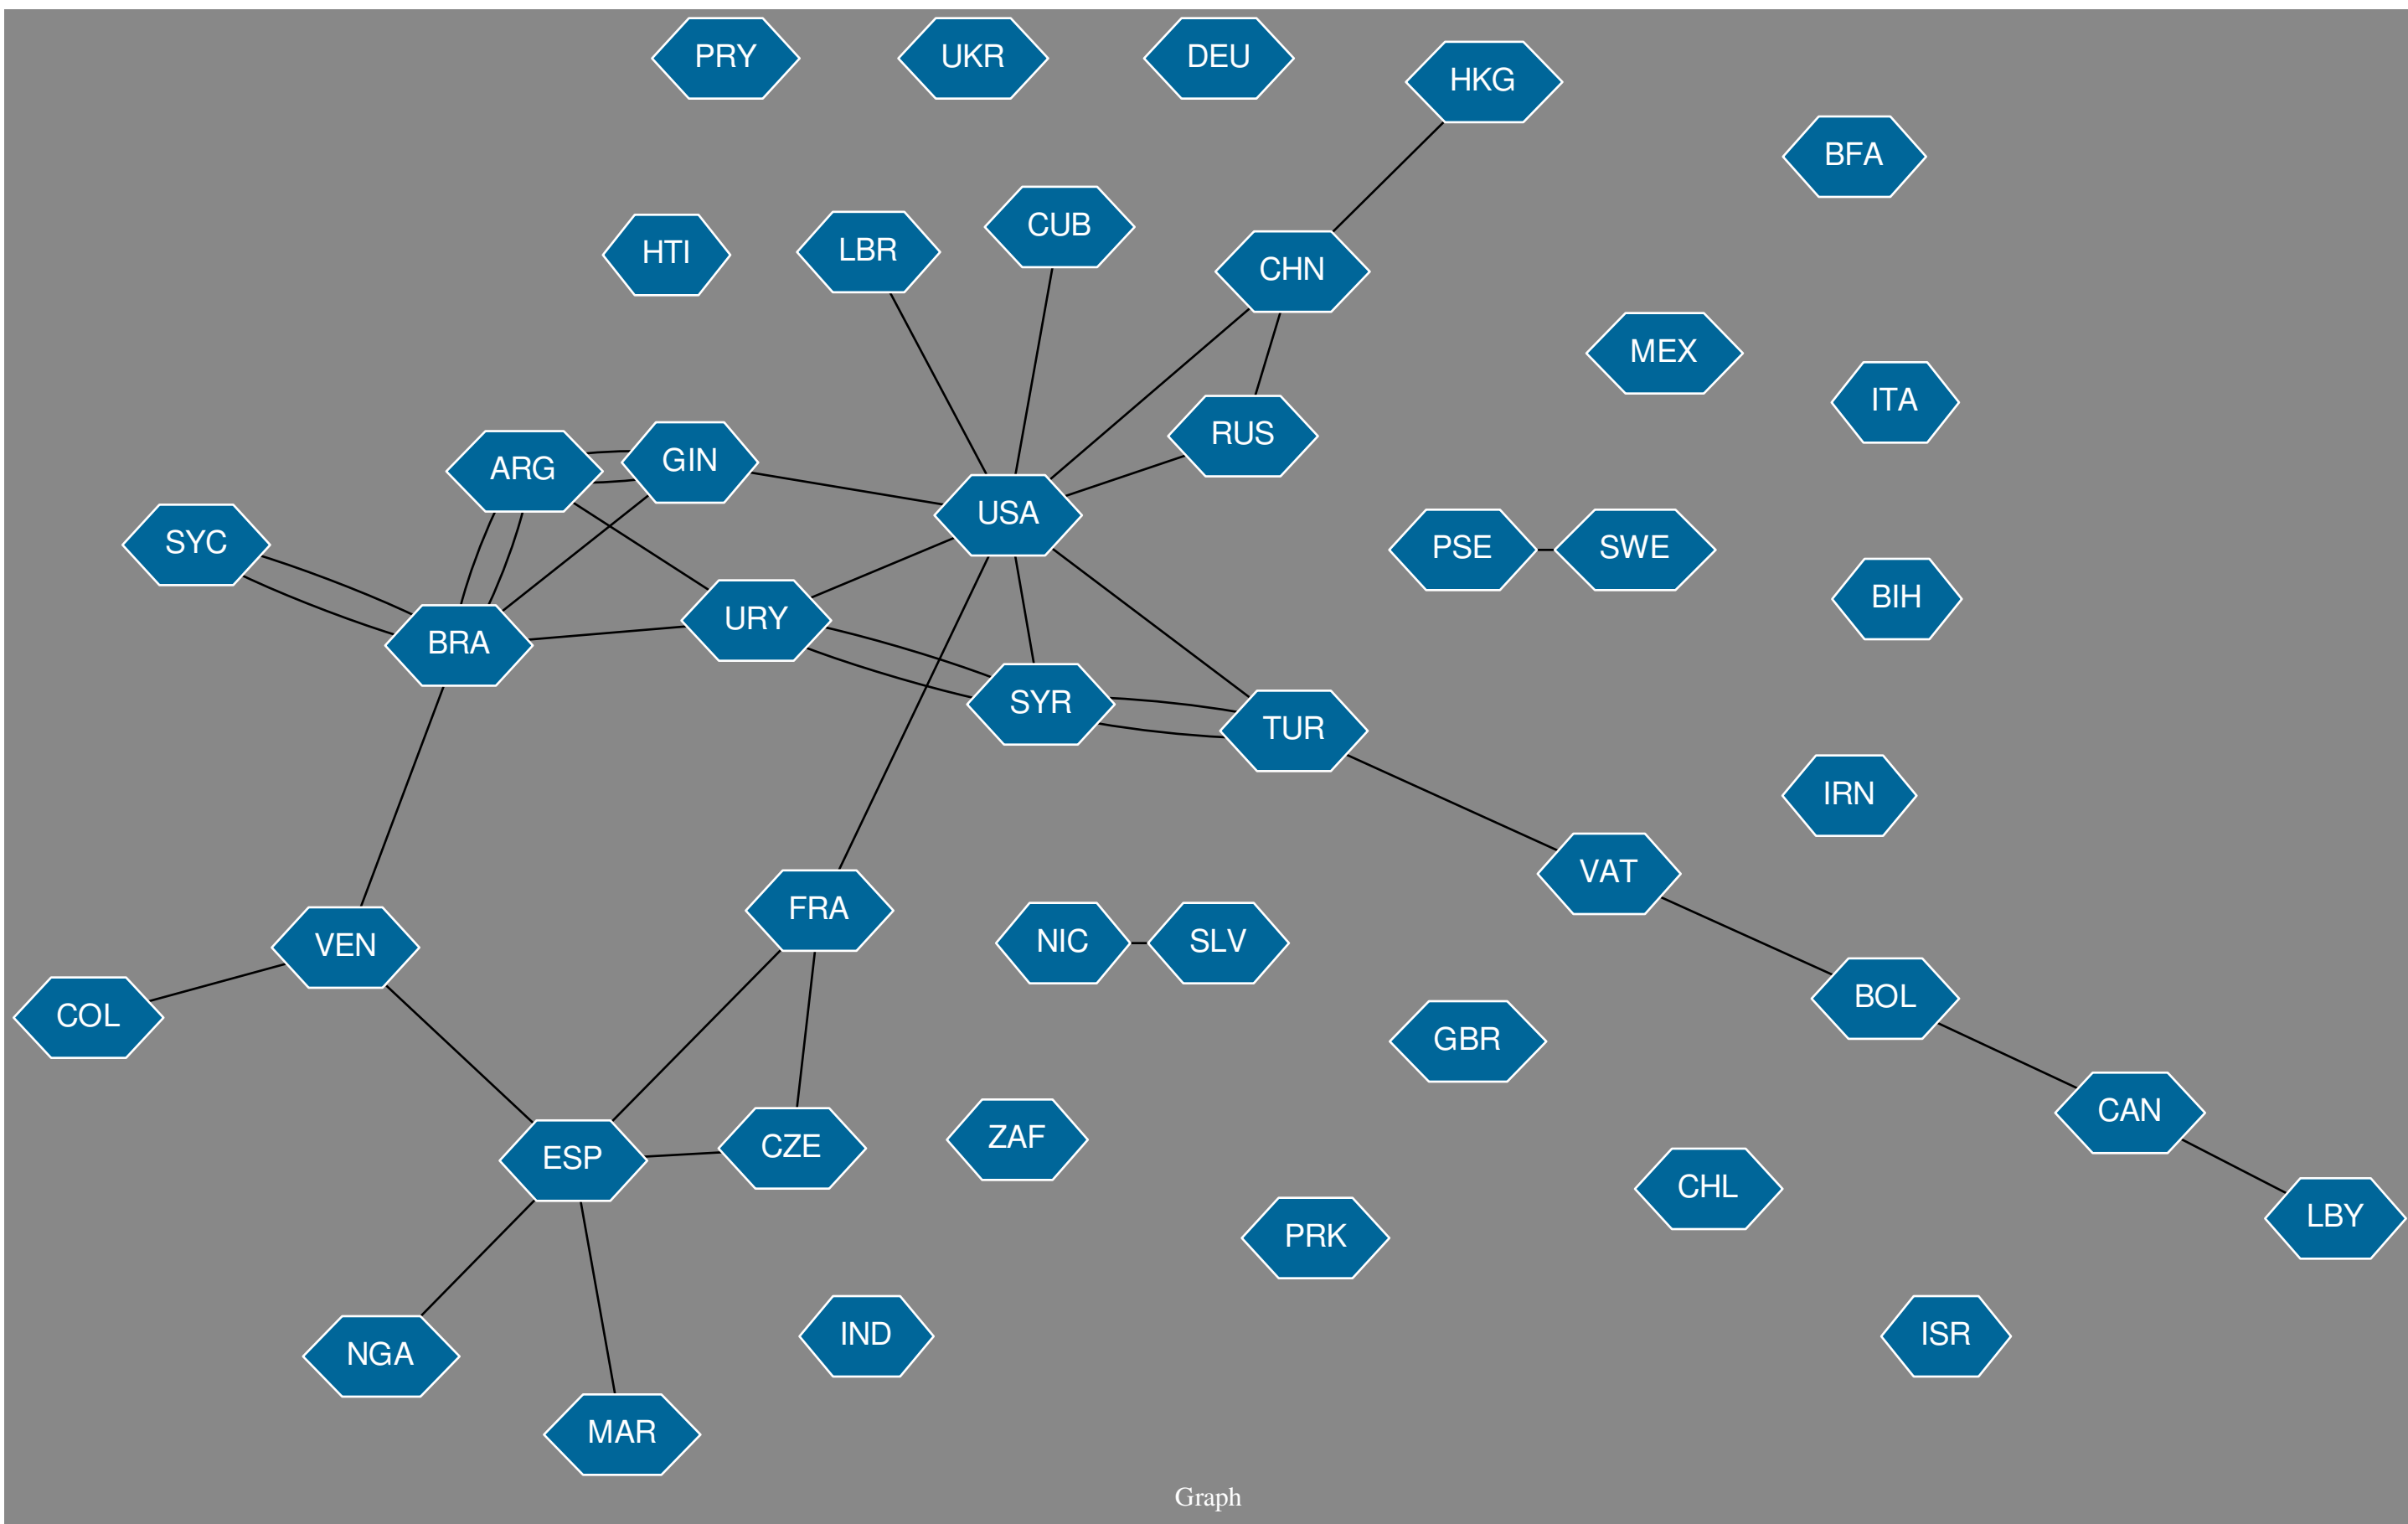 PRY
UKR
DEU
HKG
BFA
CUB
LBR
HTI
CHN
MEX
ITA
RUS
GIN
ARG
USA
SYC
PSE
SWE
BIH
URY
BRA
SYR
TUR
IRN
VAT
FRA
VEN
NIC
SLV
BOL
COL
GBR
CAN
ZAF
CZE
ESP
CHL
LBY
PRK
IND
ISR
NGA
MAR
Graph